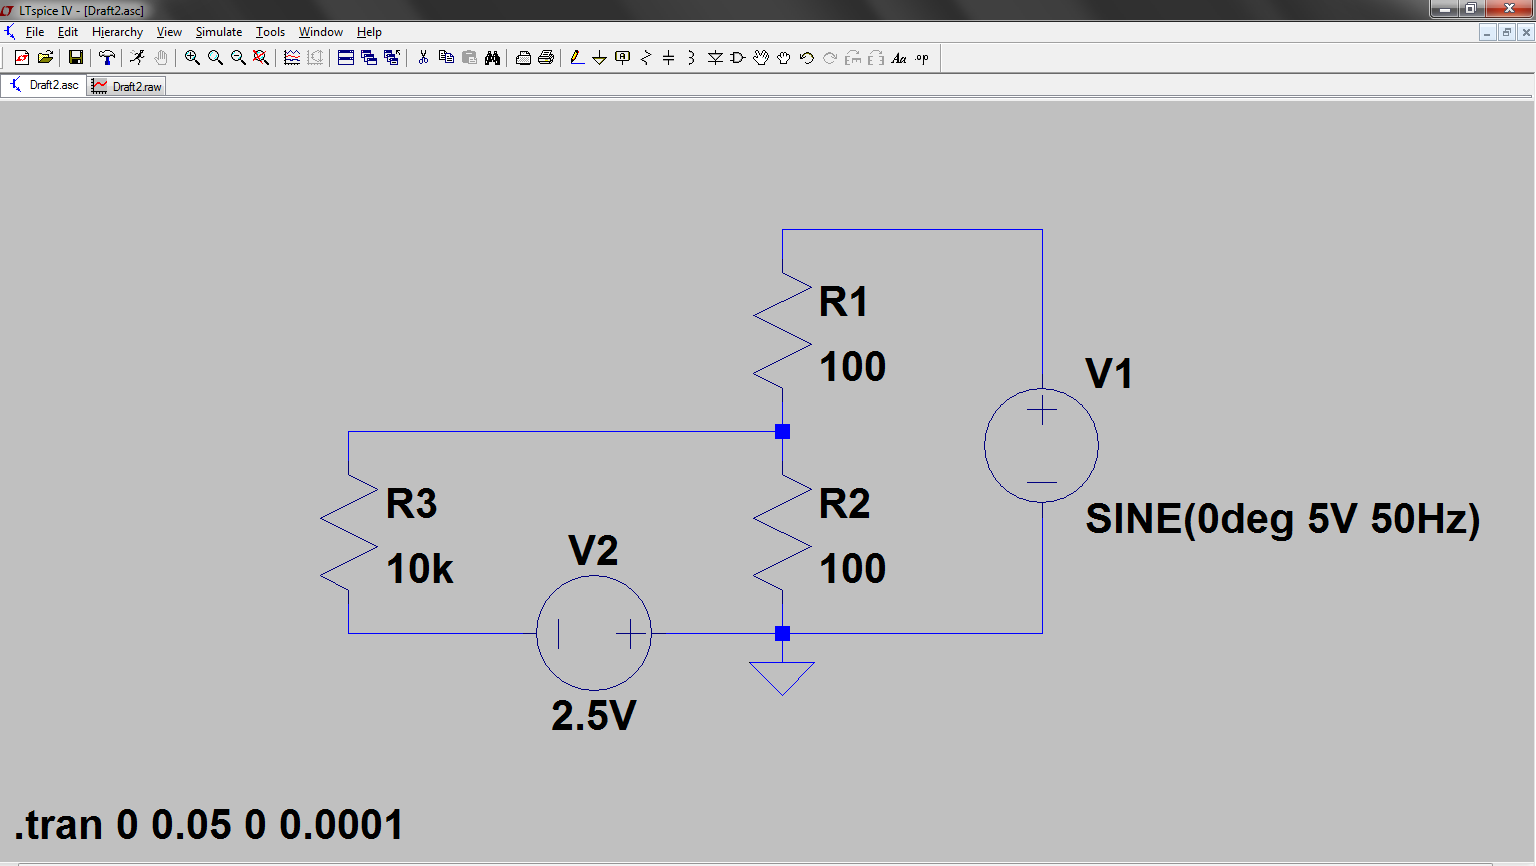 LTspice IV - [Draft2.asc]
File Edit Hierarchy View Simulate Tools Window Help
Aa .op
Draft2.asc Draft2.raw
R1
100
V1
R3
10k
R2
100
SINE(0deg 5V 50Hz)
V2
2.5V
.tran 0 0.05 0 0.0001